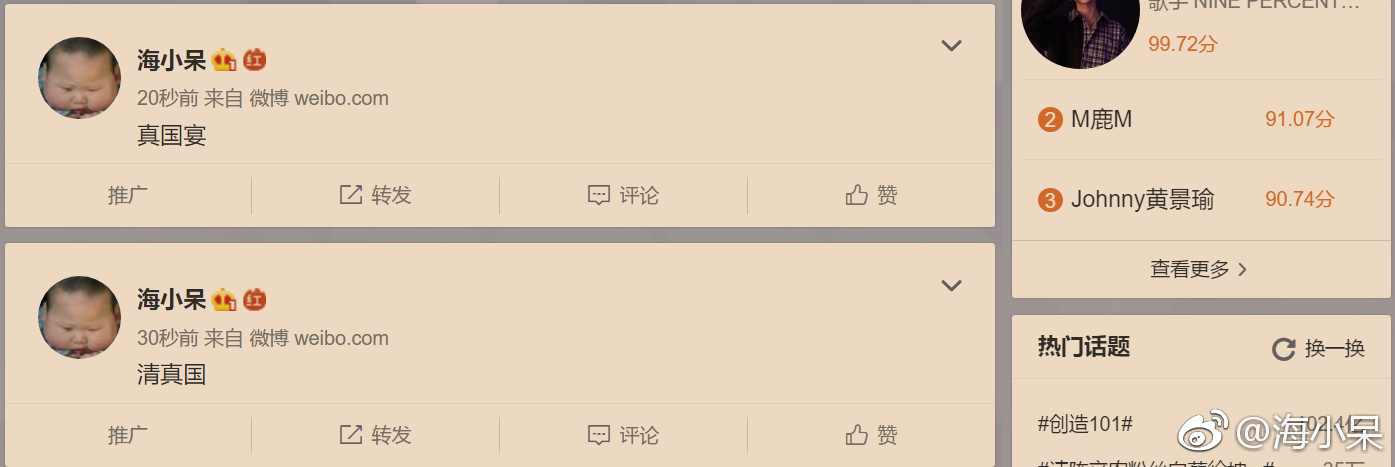 海小呆
20秒前 来自 微博 weibo.com
真国宴
推广
转发
评论
赞
海小呆
30秒前 来自 微博 weibo.com
清真国
推广
转发
评论
赞
歌手 NINE PERCENT…
99.72分
2 M鹿M 91.07分
3 Johnny黄景瑜 90.74分
查看更多
热门话题 换一换
#创造101# 102.4亿
@海小呆